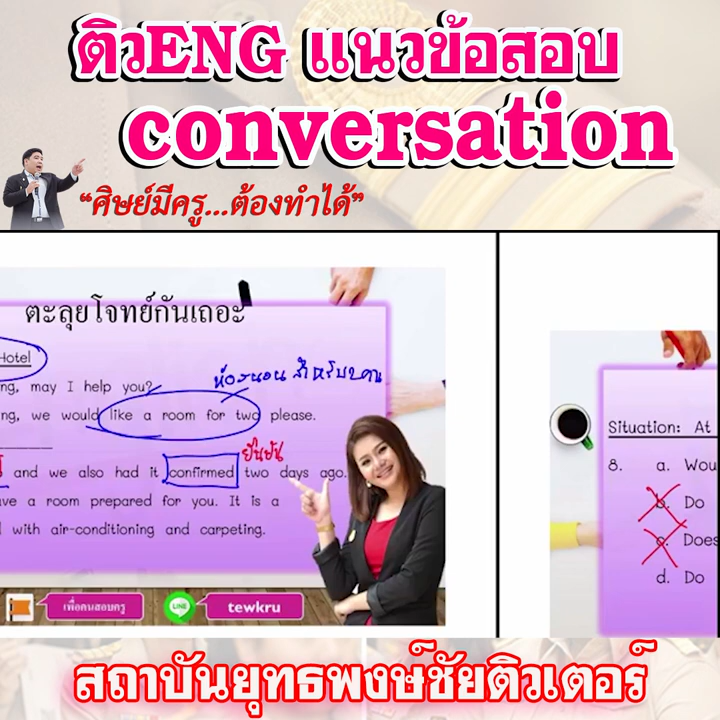 ติวENG แนวข้อสอบ
conversation
“ศิษย์มีครู...ต้องทำได้”
ตะลุยโจทย์กันเถอะ
Hotel
ng, may I help you?
ห้องนอน สำหรับ 2 คน
ng, we would like a room for two please.
ยืนยัน
and we also had it confirmed two days ago.
ve a room prepared for you. It is a
with air-conditioning and carpeting.
เพื่อคนสอบครู
LINE
tewkru
Situation: At
8. a. Wou
b. Do
c. Does
d. Do
สถาบันยุทธพงษ์ชัยติวเตอร์